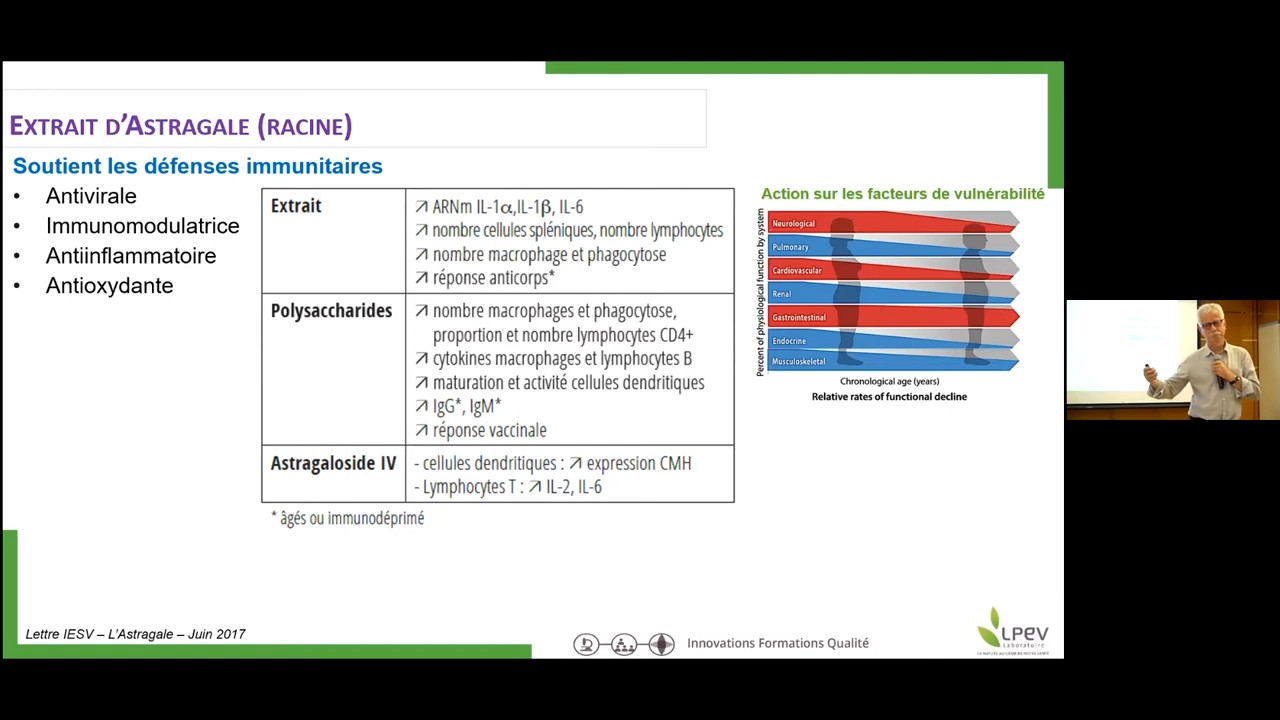 EXTRAIT D'ASTRAGALE (RACINE)
Soutient les défenses immunitaires
• Antivirale
• Immunomodulatrice
• Antiinflammatoire
• Antioxydante
Extrait
↗ ARNm IL-1α,IL-1β, IL-6
↗ nombre cellules spléniques, nombre lymphocytes
↗ nombre macrophage et phagocytose
↗ réponse anticorps*
Polysaccharides
↗ nombre macrophages et phagocytose,
proportion et nombre lymphocytes CD4+
↗ cytokines macrophages et lymphocytes B
↗ maturation et activité cellules dendritiques
↗ IgG*, IgM*
↗ réponse vaccinale
Astragaloside IV
- cellules dendritiques : ↗ expression CMH
- Lymphocytes T : ↗ IL-2, IL-6
* âgés ou immunodéprimé
Action sur les facteurs de vulnérabilité
Percent of physiological function by system
Neurological
Pulmonary
Cardiovascular
Renal
Gastrointestinal
Endocrine
Musculoskeletal
Chronological age (years)
Relative rates of functional decline
Lettre IESV – L'Astragale – Juin 2017
Innovations Formations Qualité
LPEV
Laboratoire